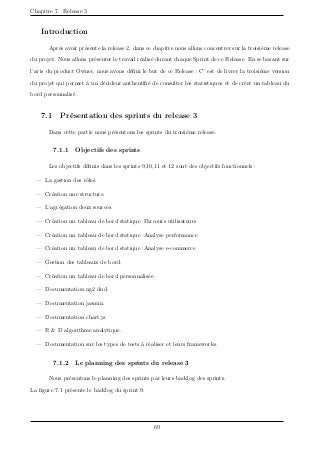 Chapitre 7. Release 3
Introduction
Après avoir présenté la release 2, dans ce chapitre nous allons concentrer sur la troisième release
du projet. Nous allons présenter le travail réalisé durant chaque Sprint de ce Release. En se basant sur
l'avis du product Owner, nous avons défini le but de ce Release : C'est de livrer la troisième version
du projet qui permet à un décideur authentifié de consulter les statistiques et de créer un tableau du
bord personnalisé.
7.1 Présentation des sprints du release 3
Dans cette partie nous présentons les sprints du troisième release.
7.1.1 Objectifs des sprints
Les objectifs définis dans les sprints 9,10,11 et 12 sont des objectifs fonctionnels :
— La gestion des rôles.
— Création une structure.
— L'agrégation deux sources.
— Création un tableau de bord statique :Parcours utilisateurs
— Création un tableau de bord statique :Analyse performance
— Création un tableau de bord statique :Analyse e-commerce
— Gestion des tableaux de bord.
— Création un tableau de bord personnalisée.
— Documentation ng2 dnd.
— Documentation jasmin.
— Documentation chart.js
— R & D algorithme analytique.
— Documentation sur les types de tests à réaliser et leurs frameworks.
7.1.2 Le planning des sprints du release 3
Nous présentons le planning des sprints par leurs backlog des sprints.
La figure 7.1 présente le backlog du sprint 9.
69